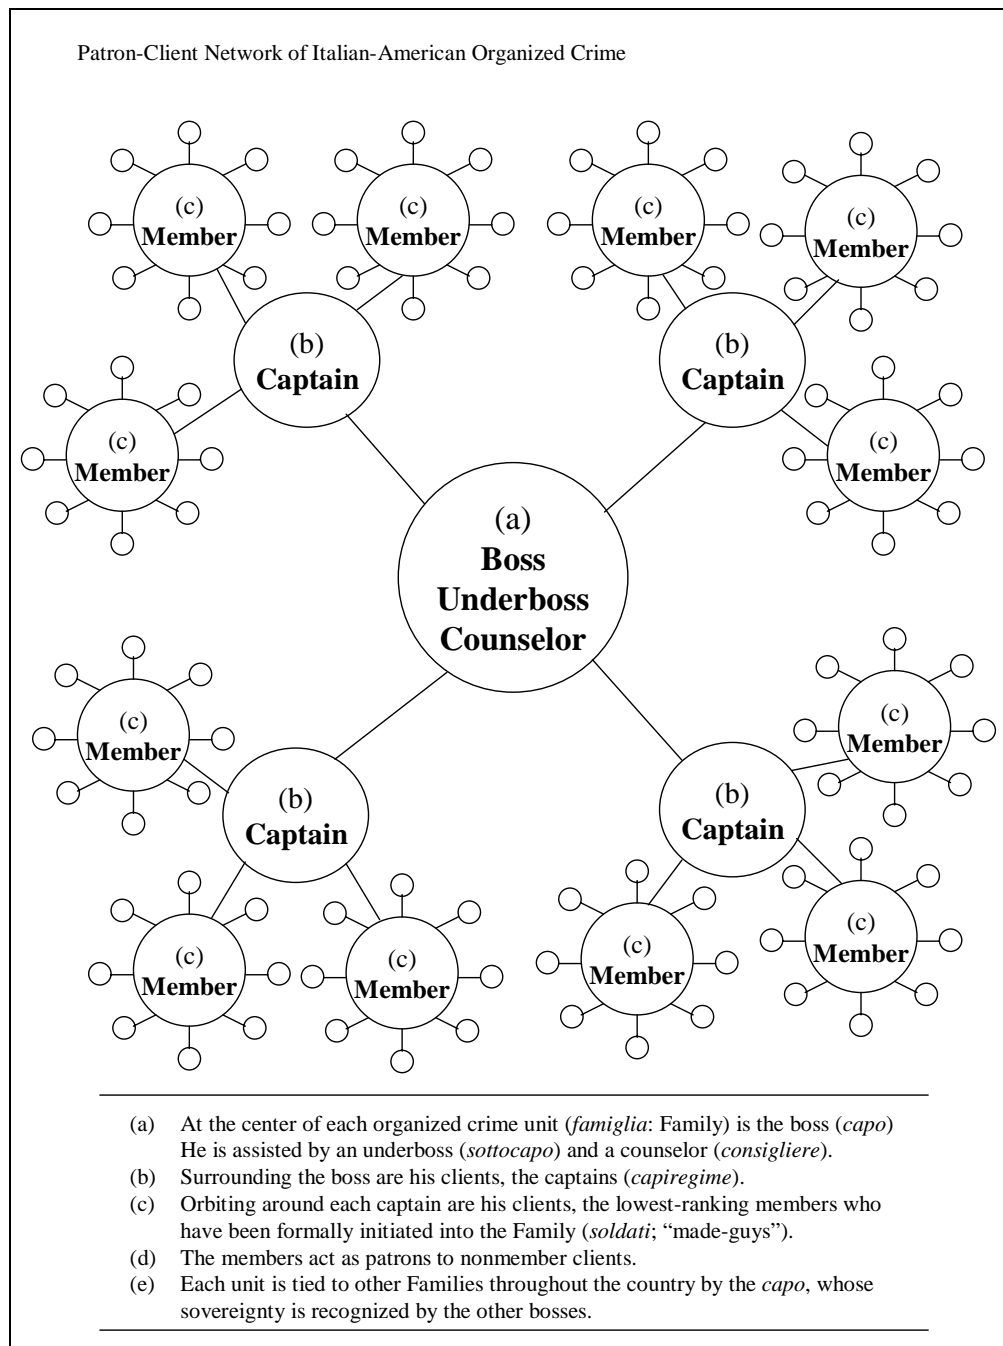 Patron-Client Network of Italian-American Organized Crime
(c)
Member
(c)
Member
(c)
Member
(c)
Member
(b)
Captain
(b)
Captain
(c)
Member
(c)
Member
(a)
Boss
Underboss
Counselor
(c)
Member
(c)
Member
(b)
Captain
(b)
Captain
(c)
Member
(c)
Member
(c)
Member
(c)
Member
(a) At the center of each organized crime unit (famiglia: Family) is the boss (capo)
He is assisted by an underboss (sottocapo) and a counselor (consigliere).
(b) Surrounding the boss are his clients, the captains (capiregime).
(c) Orbiting around each captain are his clients, the lowest-ranking members who
have been formally initiated into the Family (soldati; “made-guys”).
(d) The members act as patrons to nonmember clients.
(e) Each unit is tied to other Families throughout the country by the capo, whose
sovereignty is recognized by the other bosses.